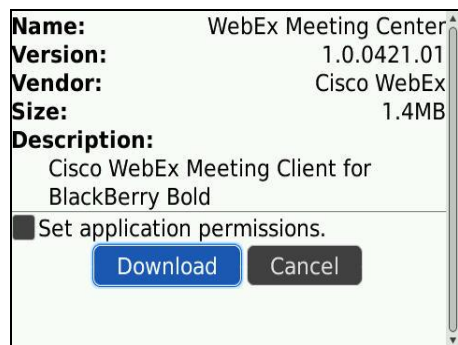 Name: WebEx Meeting Center
Version: 1.0.0421.01
Vendor: Cisco WebEx
Size: 1.4MB
Description:
Cisco WebEx Meeting Client for
BlackBerry Bold
Set application permissions.
Download Cancel